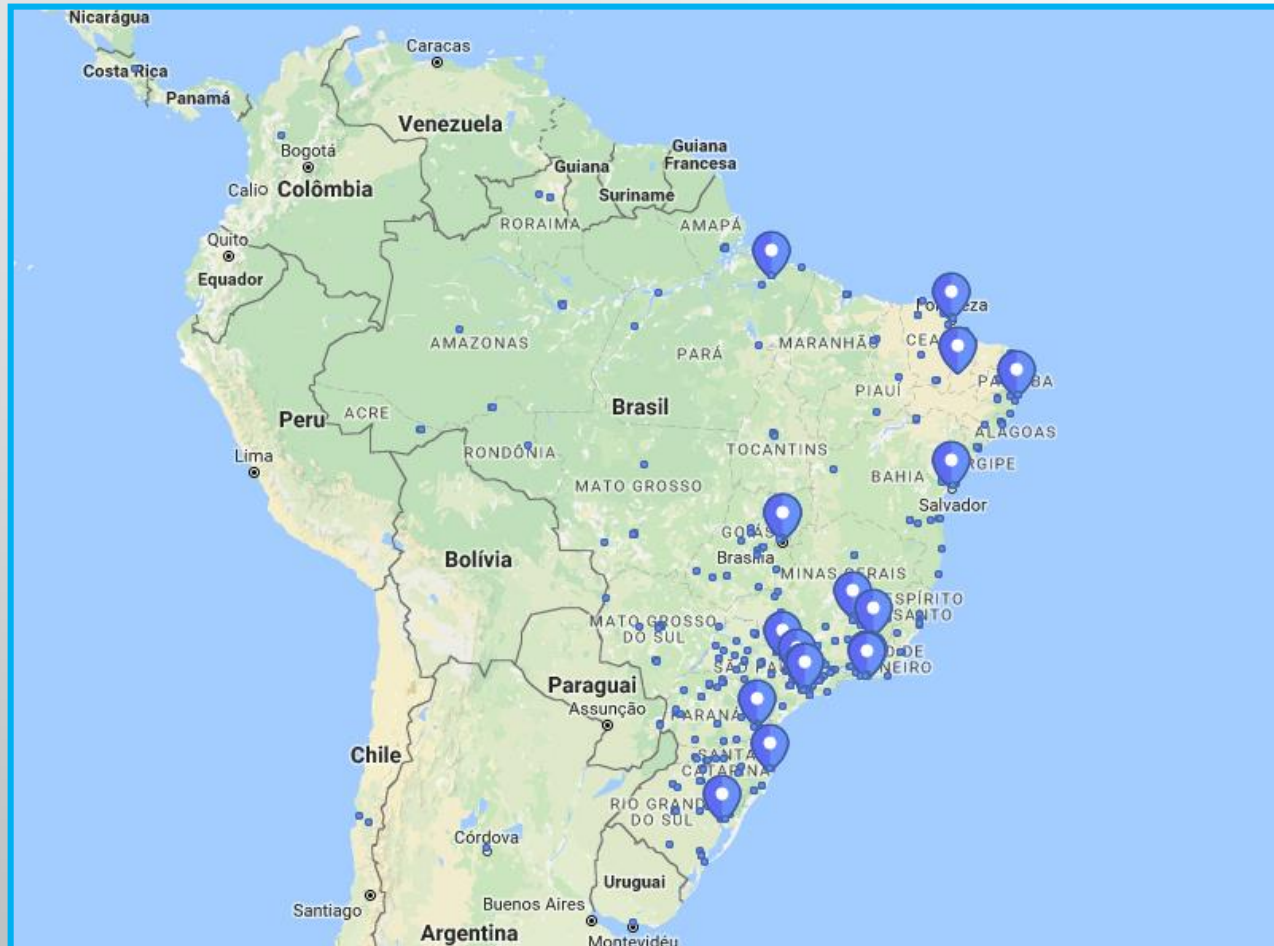 Nicarágua
Caracas
Costa Rica
Panamá
Venezuela
Bogotá
Guiana
Guiana
Francesa
Calio
Colômbia
Suriname
RORAIMA
AMAPÁ
Quito
Equador
AMAZONAS
PARÁ
MARANHÃO
PIAUÍ
Peru
ACRE
Brasil
ALAGOAS
RONDÔNIA
TOCANTINS
Lima
BAHIA
MATO GROSSO
Salvador
Brasília
Bolívia
MINAS GERAIS
ESPÍRITO
SANTO
MATO GROSSO
DO SUL
Paraguai
Assunção
PARANÁ
Chile
SANTA
CATARINA
DO SUL
Córdova
Uruguai
Santiago
Buenos Aires
Argentina
Montevidéu